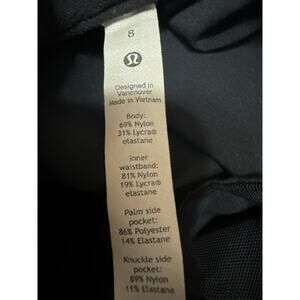 8
Designed in
Vancouver
Made in Vietnam
Body:
69% Nylon
31% Lycra®
elastane
Inner
waistband:
81% Nylon
19% Lycra®
elastane
Palm side
pocket:
86% Polyester
14% Elastane
Knuckle side
pocket:
89% Nylon
11% Elastane